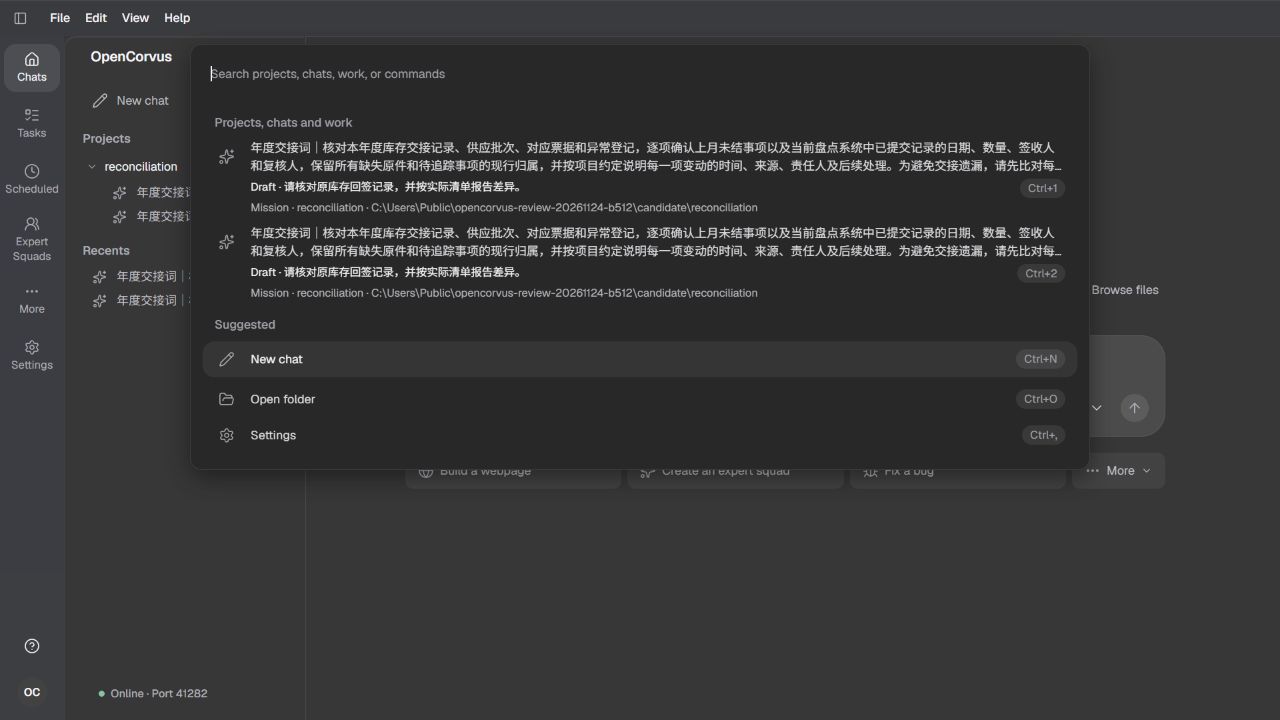 File Edit View Help
OpenCorvus
Chats
New chat
Tasks
Projects
reconciliation
Scheduled
年度交接词
年度交接词
Expert
Squads
Recents
年度交接词|
年度交接词|
More
Settings
OC
Online · Port 41282
Search projects, chats, work, or commands
Projects, chats and work
年度交接词|核对本年度库存交接记录、供应批次、对应票据和异常登记,逐项确认上月未结事项以及当前盘点系统中已提交记录的日期、数量、签收人
和复核人,保留所有缺失原件和待追踪事项的现行归属,并按项目约定说明每一项变动的时间、来源、责任人及后续处理。为避免交接遗漏,请先比对每...
Draft · 请核对原库存回签记录,并按实际清单报告差异。
Ctrl+1
Mission · reconciliation · C:\Users\Public\opencorvus-review-20261124-b512\candidate\reconciliation
年度交接词|核对本年度库存交接记录、供应批次、对应票据和异常登记,逐项确认上月未结事项以及当前盘点系统中已提交记录的日期、数量、签收人
和复核人,保留所有缺失原件和待追踪事项的现行归属,并按项目约定说明每一项变动的时间、来源、责任人及后续处理。为避免交接遗漏,请先比对每...
Draft · 请核对原库存回签记录,并按实际清单报告差异。
Ctrl+2
Mission · reconciliation · C:\Users\Public\opencorvus-review-20261124-b512\candidate\reconciliation
Suggested
New chat Ctrl+N
Open folder Ctrl+O
Settings Ctrl+,
Browse files
Build a webpage
Create an expert squad
Fix a bug
More